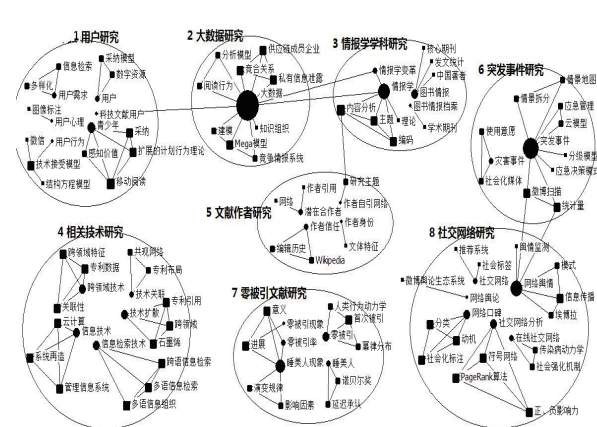 1 用户研究
采纳模型
信息检索
数字资源
多样化
用户需求
用户
图像标注
科技文献用户
用户心理
青少年
采纳
微信
用户行为
感知价值
扩展的计划行为理论
技术接受模型
结构方程模型
移动阅读
2 大数据研究
供应链成员企业
分析模型
竞合关系
私有信息泄露
阅读行为
大数据
建模
知识组织
Mega模型
竞争情报系统
3 情报学学科研究
核心期刊
发文统计
情报学变革
中国著者
情报学
图书情报
内容分析
图书情报档案
主题
理论
学术期刊
编码
6 突发事件研究
情景地图
情景拆分
应急管理
云模型
使用意愿
突发事件
分级模型
灾害事件
应急决策模式
社会化媒体
微博扫描
统计量
5 文献作者研究
研究主题
作者引用
网络
作者自引网络
潜在合作者
作者身份
作者信任
编辑历史
文体特征
Wikpedia
4 相关技术研究
跨领域特征
共观网络
专利数据
专利布局
跨领域技术
技术关联
专利引用
关联性
技术扩散
云计算
跨领域
信息技术
信息检索技术
石墨烯
系统再造
跨语信息检索
管理信息系统
多语信息检索
多语信息组织
7 零被引文献研究
人类行为动力学
意义
首次被引
零被引现象
零被引
进展
零被引率
幂律分布
睡美人现象
睡美人
诺贝尔奖
演变规律
影响因素
延迟承认
8 社交网络研究
推荐系统
舆情监测
社会标签
模式
微博舆论生态系统
社交网络
网络舆情
网络舆论
信息传播
网络口碑
埃博拉
分类
社交网络分析
动机
在线社交网络
传染病动力学
社会化标注
符号网络
社会强化机制
PageRank算法
正、负影响力